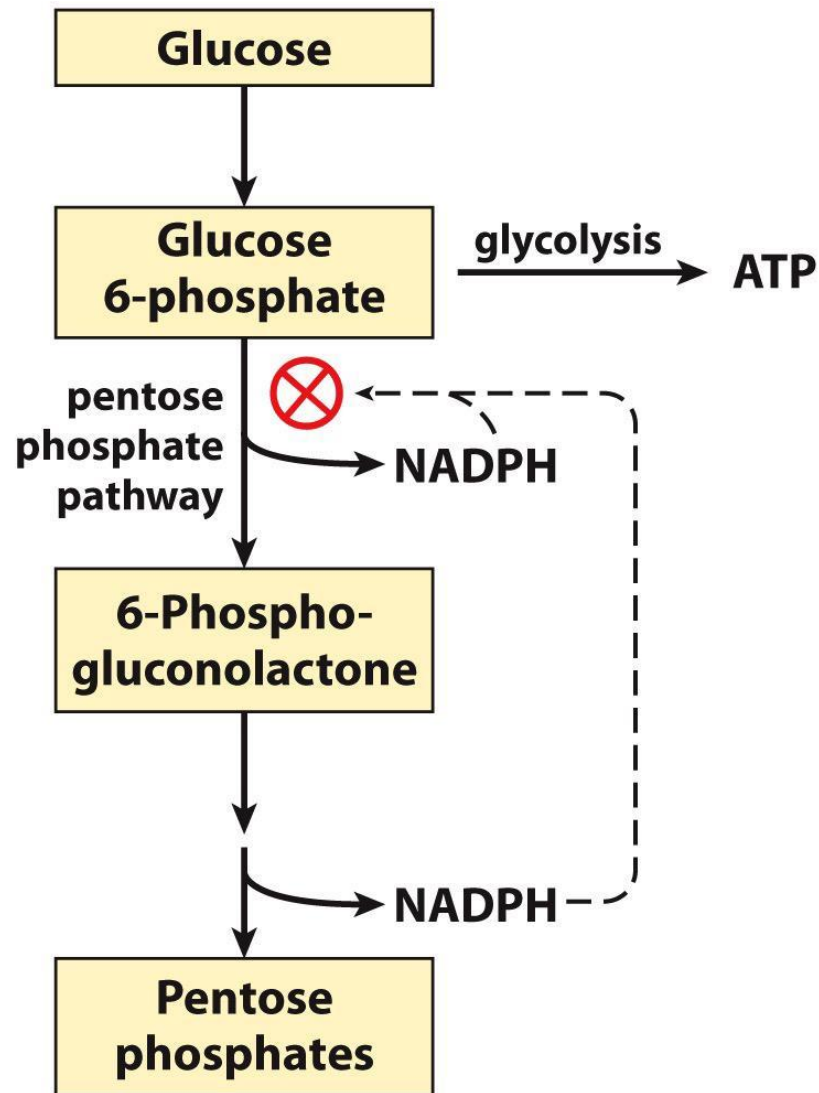 Glucose
Glucose
6-phosphate
glycolysis
ATP
pentose
phosphate
pathway
NADPH
6-Phospho-
gluconolactone
NADPH
Pentose
phosphates